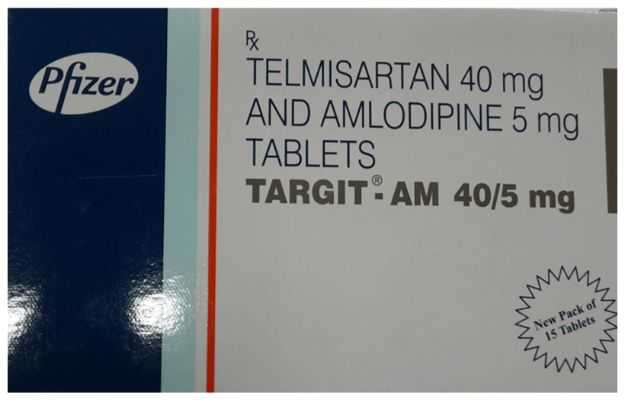 Pfizer
Rx
TELMISARTAN 40 mg
AND AMLODIPINE 5 mg
TABLETS
TARGIT®-AM 40/5 mg
New Pack of
15 Tablets